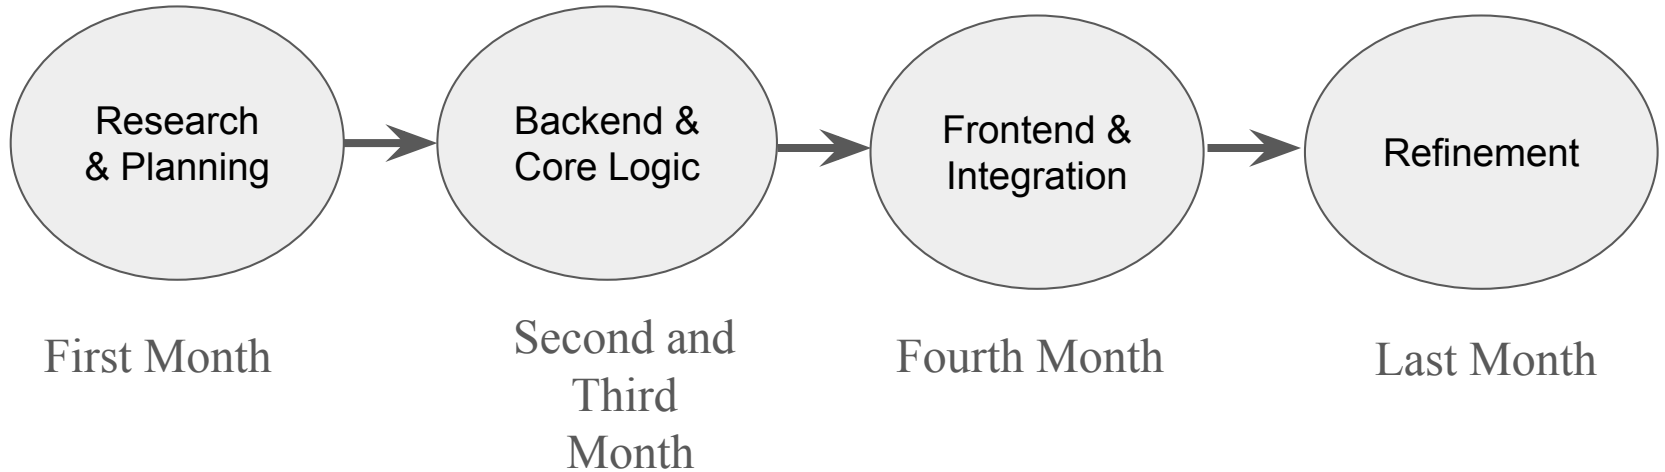 Research
& Planning
Backend &
Core Logic
Frontend &
Integration
Refinement
First Month
Second and
Third
Month
Fourth Month
Last Month